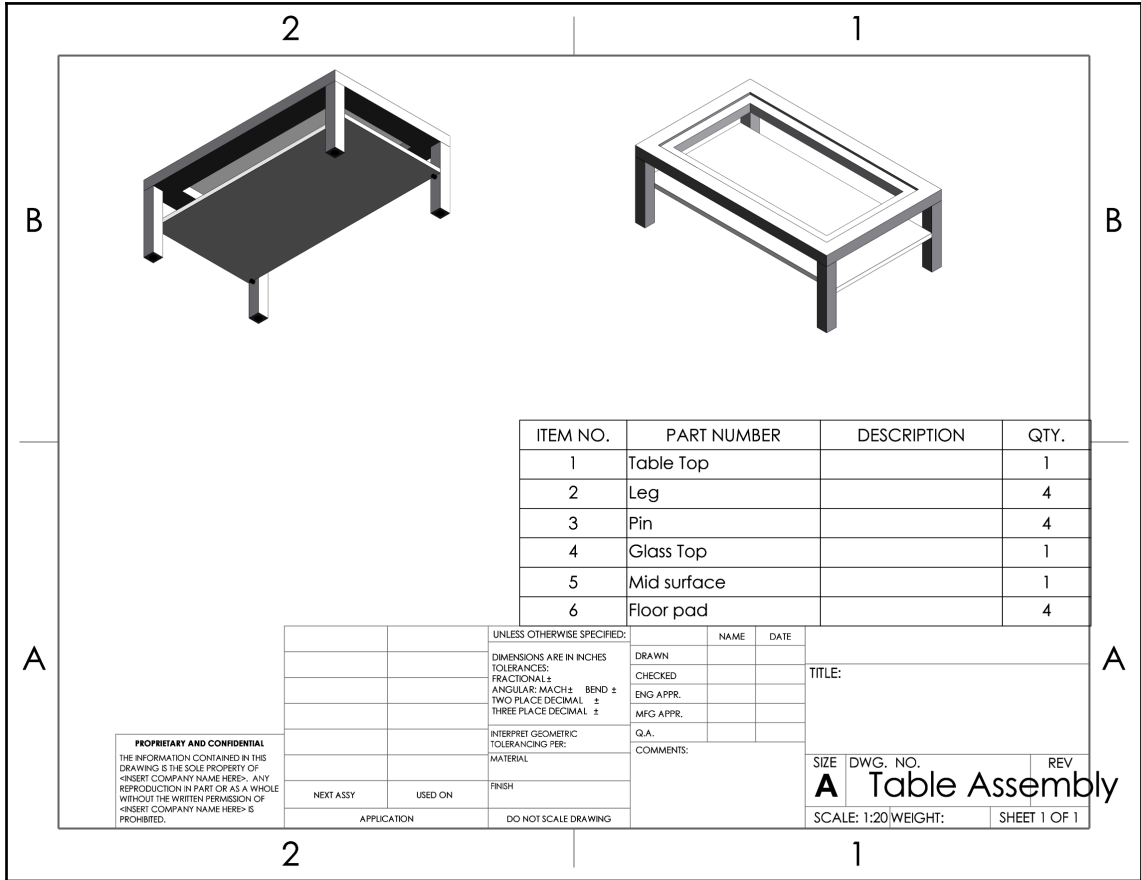 2 1
B B
ITEM NO. PART NUMBER DESCRIPTION QTY.
1 Table Top 1
2 Leg 4
3 Pin 4
4 Glass Top 1
5 Mid surface 1
6 Floor pad 4
A A
UNLESS OTHERWISE SPECIFIED:
DIMENSIONS ARE IN INCHES
TOLERANCES:
FRACTIONAL±
ANGULAR: MACH± BEND ±
TWO PLACE DECIMAL ±
THREE PLACE DECIMAL ±
INTERPRET GEOMETRIC
TOLERANCING PER:
MATERIAL
FINISH
DO NOT SCALE DRAWING
NAME DATE
DRAWN
CHECKED
ENG APPR.
MFG APPR.
Q.A.
COMMENTS:
TITLE:
SIZE DWG. NO. REV
A Table Assembly
SCALE: 1:20 WEIGHT: SHEET 1 OF 1
PROPRIETARY AND CONFIDENTIAL
THE INFORMATION CONTAINED IN THIS
DRAWING IS THE SOLE PROPERTY OF
<INSERT COMPANY NAME HERE>. ANY
REPRODUCTION IN PART OR AS A WHOLE
WITHOUT THE WRITTEN PERMISSION OF
<INSERT COMPANY NAME HERE> IS
PROHIBITED.
NEXT ASSY USED ON
APPLICATION
2 1